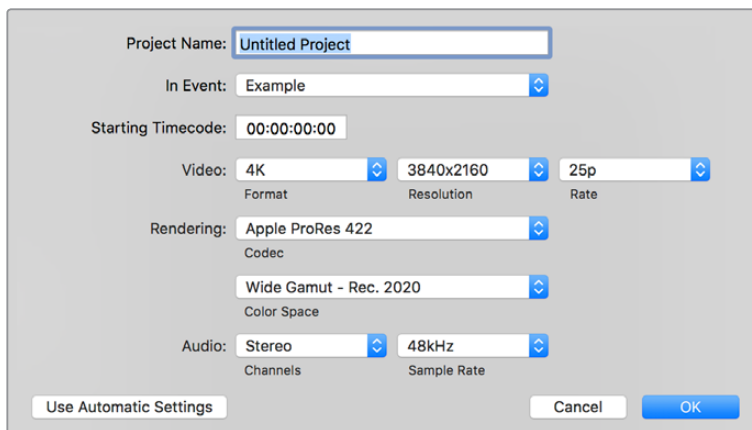 Project Name: Untitled Project
In Event: Example
Starting Timecode: 00:00:00:00
Video: 4K 3840x2160 25p
Format Resolution Rate
Rendering: Apple ProRes 422
Codec
Wide Gamut - Rec. 2020
Color Space
Audio: Stereo 48kHz
Channels Sample Rate
Use Automatic Settings Cancel OK